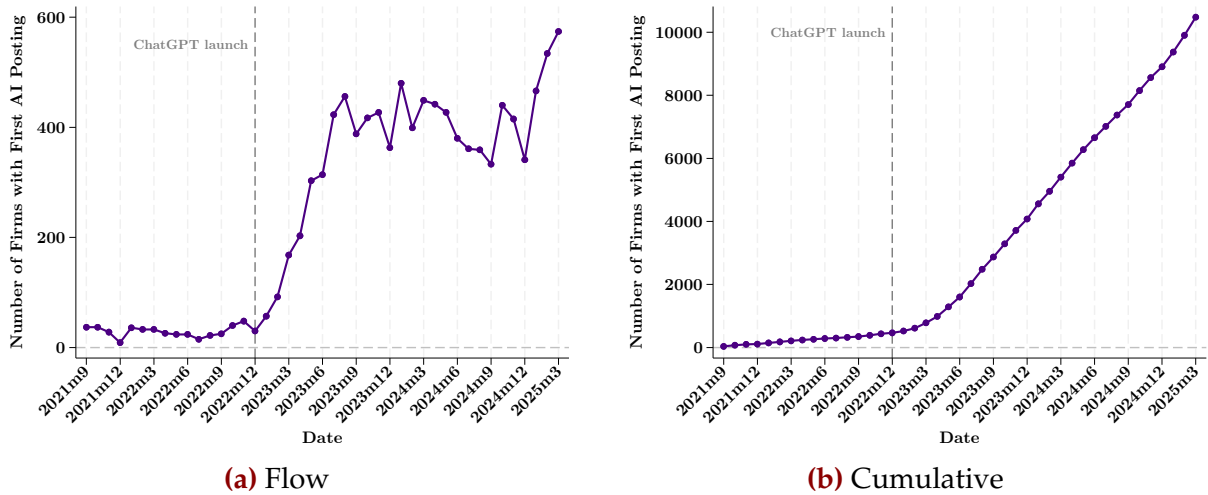 Number of Firms with First AI Posting
600
400
200
0
ChatGPT launch
2021m9
2021m12
2022m3
2022m6
2022m9
2022m12
2023m3
2023m6
2023m9
2023m12
2024m3
2024m6
2024m9
2024m12
2025m3
Date
(a) Flow
Number of Firms with First AI Posting
10000
8000
6000
4000
2000
0
ChatGPT launch
2021m9
2021m12
2022m3
2022m6
2022m9
2022m12
2023m3
2023m6
2023m9
2023m12
2024m3
2024m6
2024m9
2024m12
2025m3
Date
(b) Cumulative